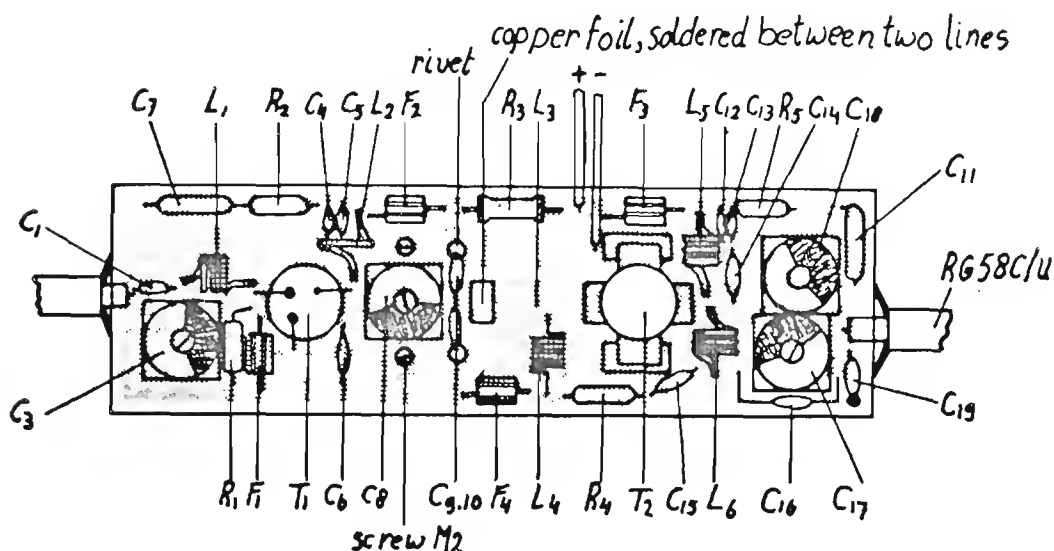 copper foil, soldered between two lines
rivet
+ -
C7 L1 R2 C4 C5 L2 F2 R3 L3 F3 L5 C12 C13 R5 C14 C18
C11
C1
RG58C/U
C3
C19
R1 F1 T1 C6 C8 C9.10 F4 L4 R4 T2 C15 L6 C16 C17
screw M2